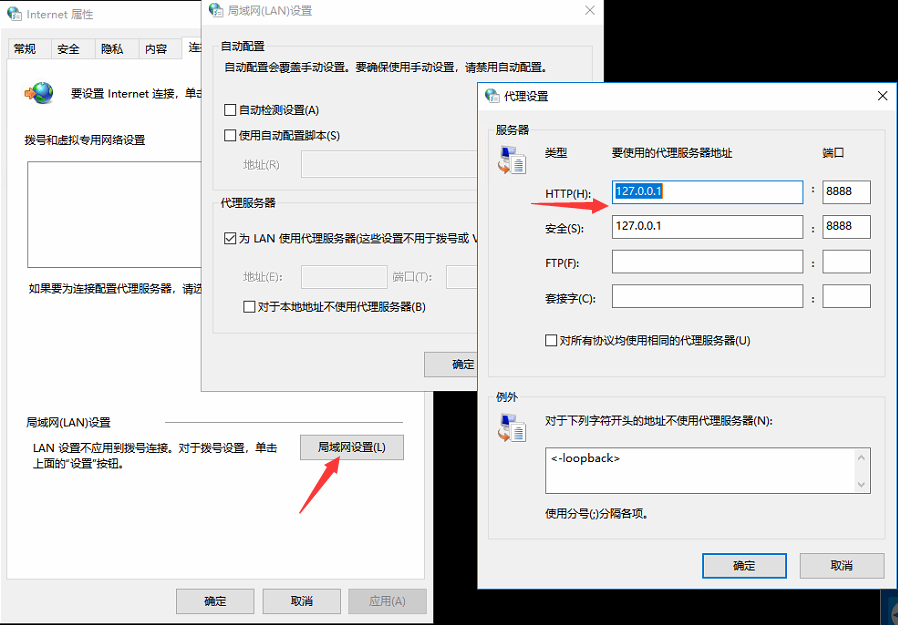 Internet 属性
常规
安全
隐私
内容
要设置 Internet 连接，单击
拨号和虚拟专用网络设置
如果要为连接配置代理服务器，请选
局域网(LAN)设置
LAN 设置不应用到拨号连接。对于拨号设置，单击
上面的“设置”按钮。
局域网设置(L)
确定
取消
应用(A)
局域网(LAN)设置
自动配置
自动配置会覆盖手动设置。要确保使用手动设置，请禁用自动配置。
自动检测设置(A)
使用自动配置脚本(S)
地址(R)
代理服务器
为 LAN 使用代理服务器(这些设置不用于拨号或
地址(E):
端口(T):
对于本地地址不使用代理服务器(B)
确定
代理设置
服务器
类型
要使用的代理服务器地址
端口
HTTP(H):
127.0.0.1
:
8888
安全(S):
127.0.0.1
:
8888
FTP(F):
:
套接字(C):
:
对所有协议均使用相同的代理服务器(U)
例外
对于下列字符开头的地址不使用代理服务器(N):
<-loopback>
使用分号(;)分隔各项。
确定
取消